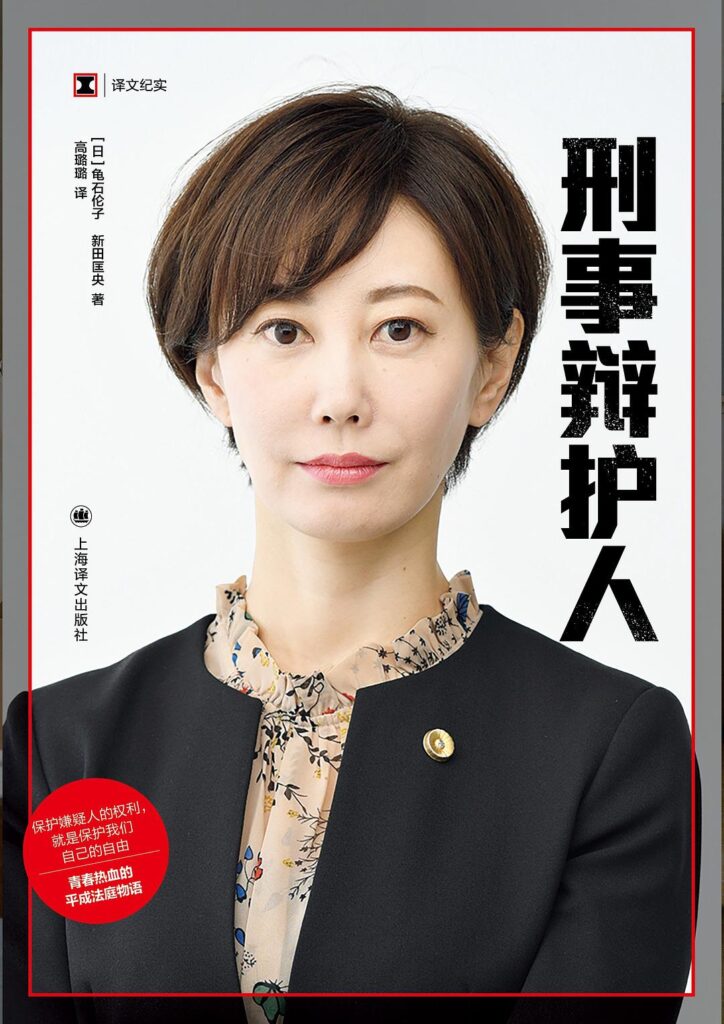 译文纪实
刑事辩护人
[日]龟石伦子 新田匡央 著
高璐璐 译
上海译文出版社
保护嫌疑人的权利,
就是保护我们
自己的自由
青春热血的
平成法庭物语